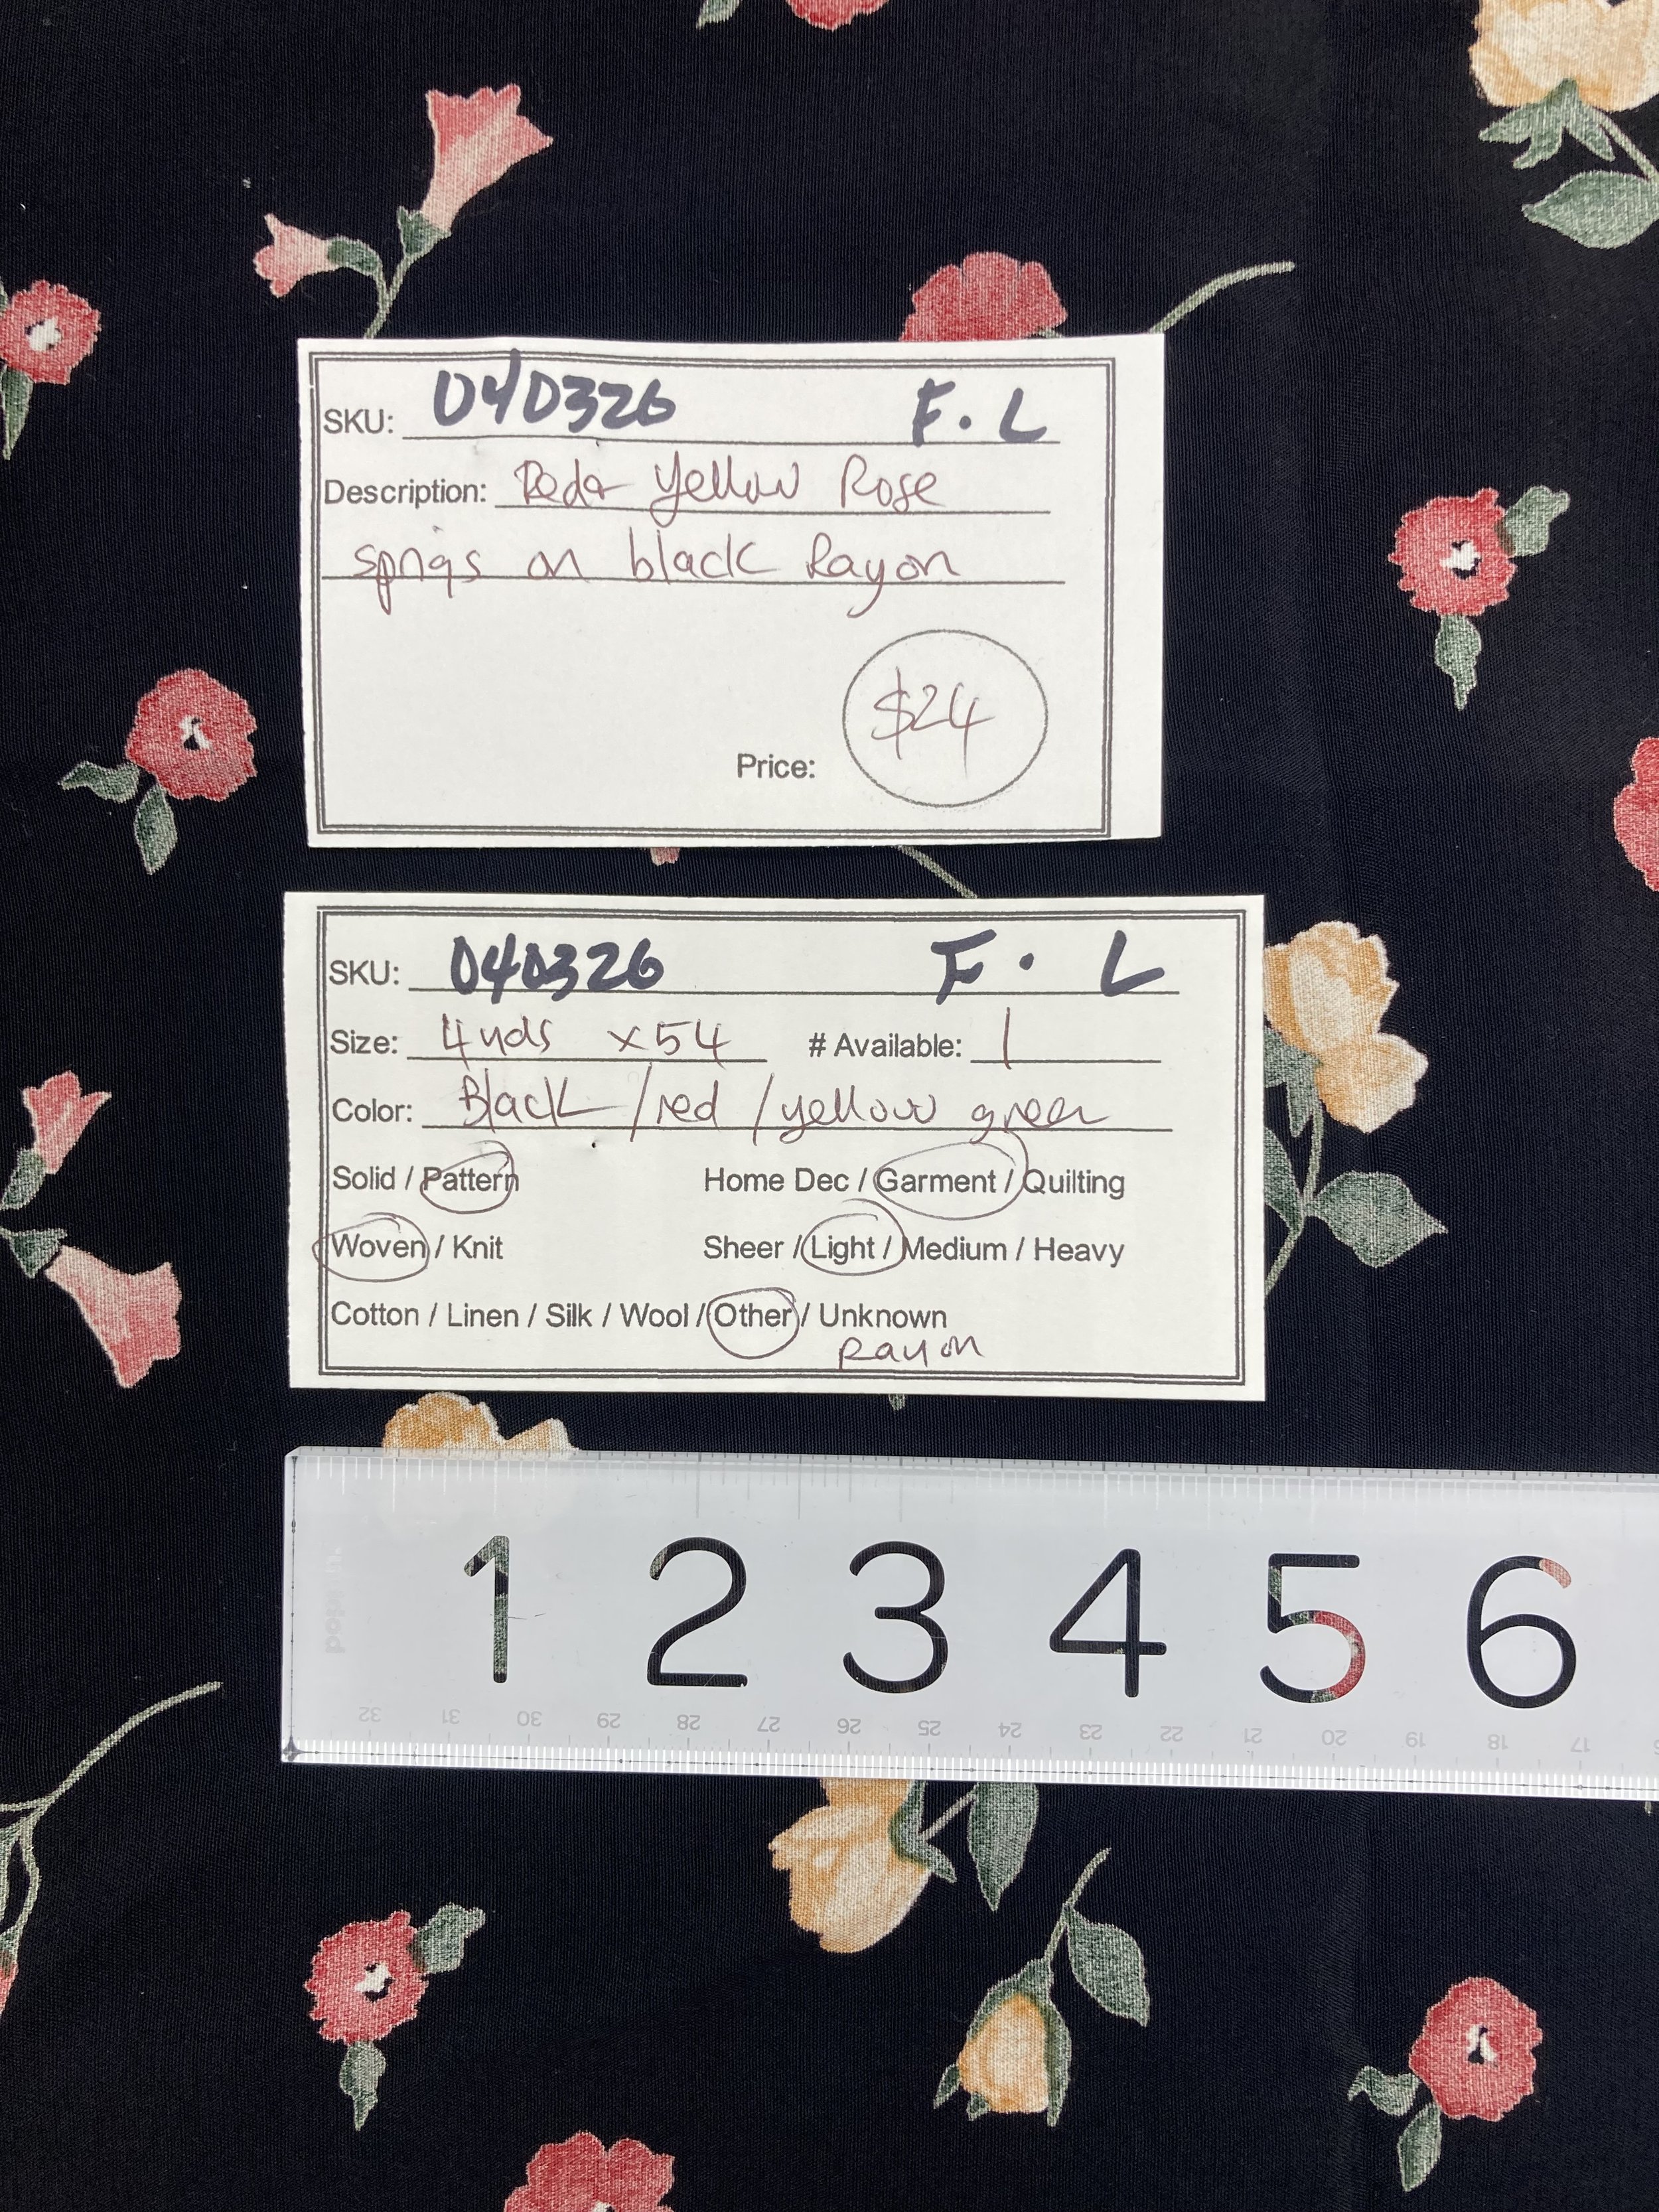 SKU: 040326 F.L
Description: Red & Yellow Rose
sprigs on black Rayon
$24
Price:
SKU: 040326 F.L
Size: 4 yds x 54 # Available: 1
Color: Black / red / yellow green
Solid / Pattern Home Dec / Garment / Quilting
Woven / Knit Sheer / Light / Medium / Heavy
Cotton / Linen / Silk / Wool / Other / Unknown
Rayon
1 2 3 4 5 6
32 31 30 29 28 27 26 25 24 23 22 21 20 19 18 17